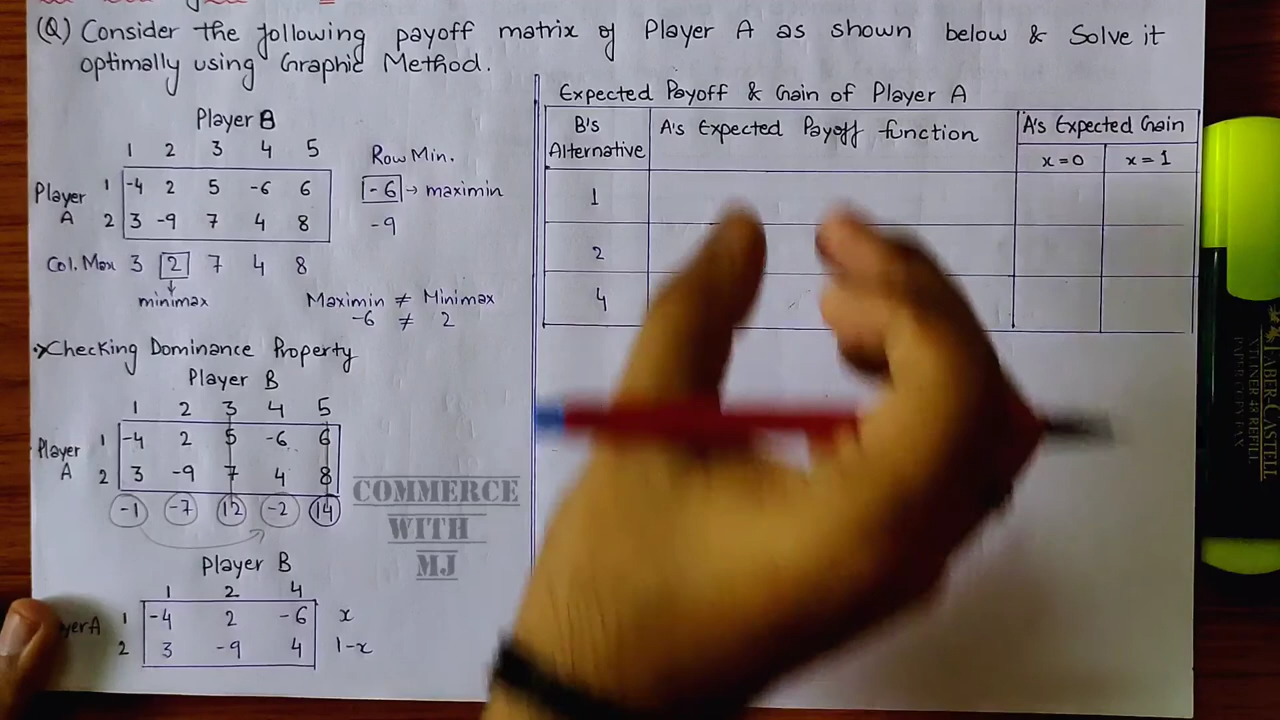 (Q) Consider the following payoff matrix of Player A as shown below & Solve it
optimally using Graphic Method.
Player B
1 2 3 4 5 Row Min.
Player A 1 -4 2 5 -6 6 -6 → maximin
2 3 -9 7 4 8 -9
Col. Max 3 2 7 4 8
minimax
Maximin ≠ Minimax
-6 ≠ 2
Checking Dominance Property
Player B
1 2 3 4 5
Player A 1 -4 2 5 -6 6
2 3 -9 7 4 8
-1 -7 12 -2 14
Player B
1 2 4
yerA 1 -4 2 -6 x
2 3 -9 4 1-x
COMMERCE
WITH
MJ
Expected Payoff & Gain of Player A
B's Alternative A's Expected Payoff function A's Expected Gain
x=0 x=1
1
2
4
FABER-CASTELL